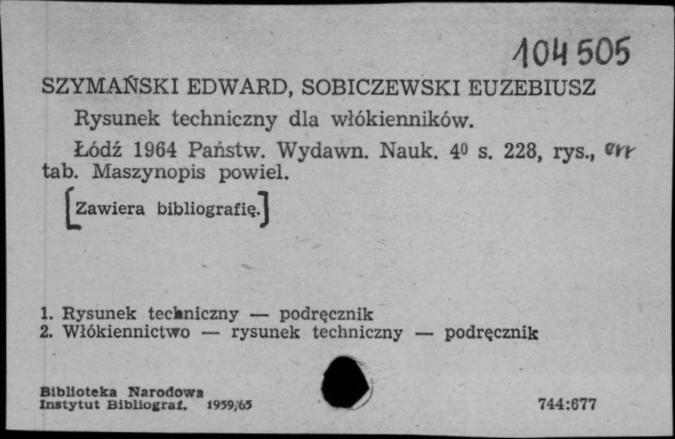 104505
SZYMAŃSKI EDWARD, SOBICZEWSKI EUZEBIUSZ
Rysunek techniczny dla włókienników.
Łódź 1964 Państw. Wydawn. Nauk. 4⁰ s. 228, rys.,
tab. Maszynopis powiel.
[Zawiera bibliografię.]
1. Rysunek techniczny — podręcznik
2. Włókiennictwo — rysunek techniczny — podręcznik
Biblioteka Narodowa
Instytut Bibliograf. 1959/65
744:677